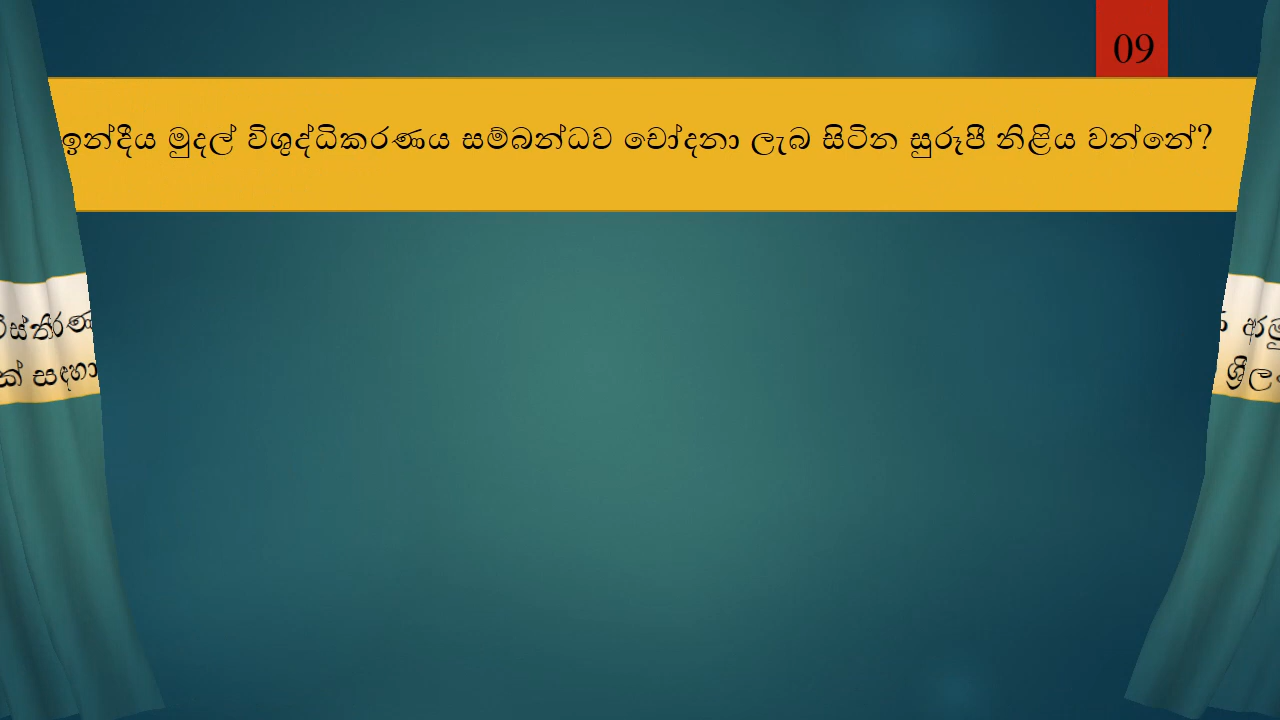 09
ඉන්දීය මුදල් විශුද්ධිකරණය සම්බන්ධව චෝදනා ලැබ සිටින සුරූපී නිළිය වන්නේ?